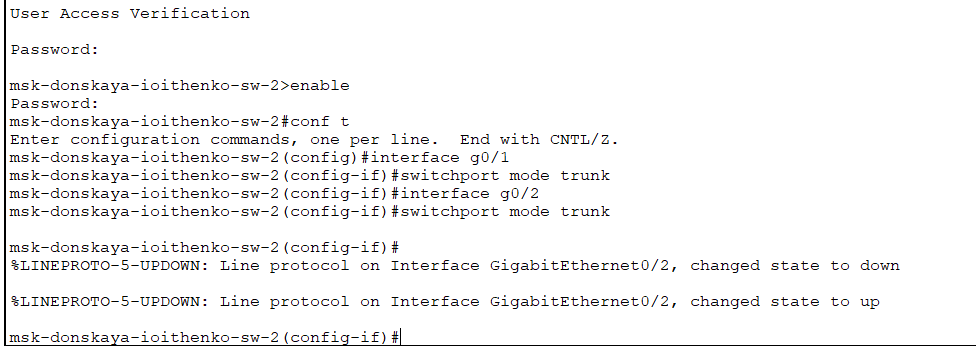 User Access Verification
Password:
msk-donskaya-ioithenko-sw-2>enable
Password:
msk-donskaya-ioithenko-sw-2#conf t
Enter configuration commands, one per line.  End with CNTL/Z.
msk-donskaya-ioithenko-sw-2(config)#interface g0/1
msk-donskaya-ioithenko-sw-2(config-if)#switchport mode trunk
msk-donskaya-ioithenko-sw-2(config-if)#interface g0/2
msk-donskaya-ioithenko-sw-2(config-if)#switchport mode trunk
msk-donskaya-ioithenko-sw-2(config-if)#
%LINEPROTO-5-UPDOWN: Line protocol on Interface GigabitEthernet0/2, changed state to down
%LINEPROTO-5-UPDOWN: Line protocol on Interface GigabitEthernet0/2, changed state to up
msk-donskaya-ioithenko-sw-2(config-if)#